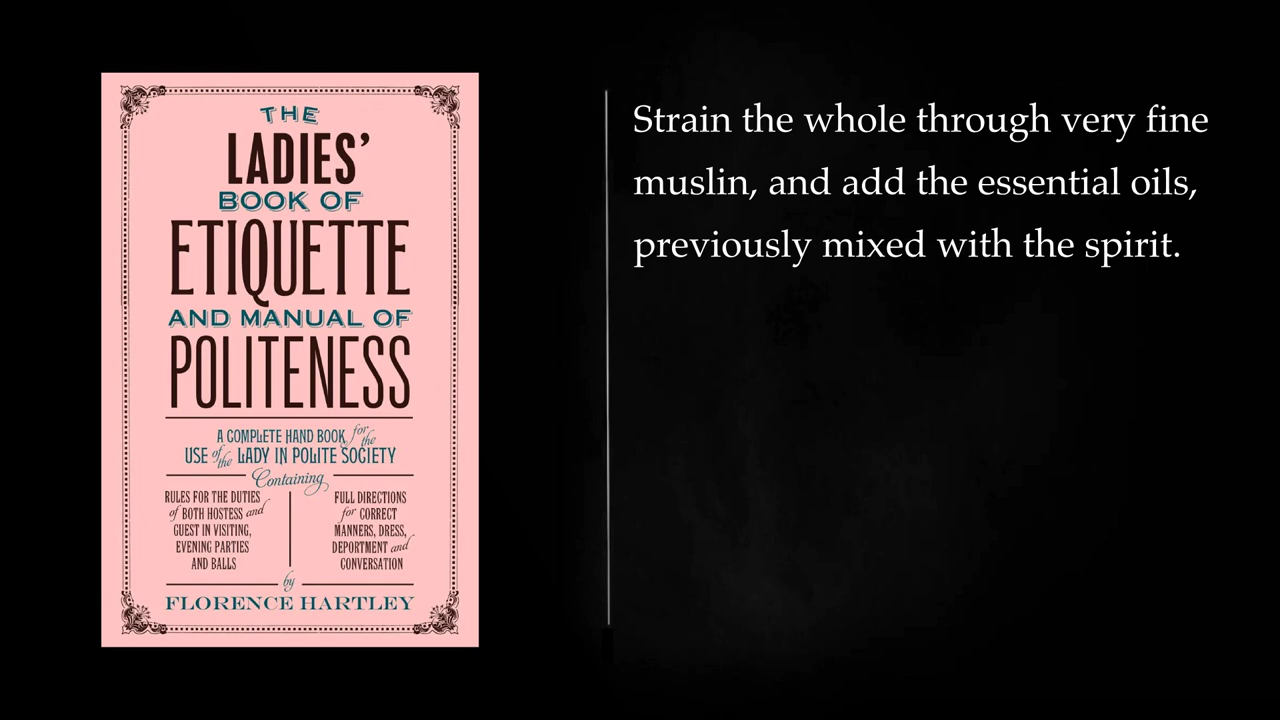 THE
LADIES'
BOOK OF
ETIQUETTE
AND MANUAL OF
POLITENESS
A COMPLETE HAND BOOK for the
USE of the LADY IN POLITE SOCIETY
Containing
RULES FOR THE DUTIES
of BOTH HOSTESS and
GUEST IN VISITING,
EVENING PARTIES
AND BALLS
FULL DIRECTIONS
for CORRECT
MANNERS, DRESS,
DEPORTMENT and
CONVERSATION
by
FLORENCE HARTLEY
Strain the whole through very fine
muslin, and add the essential oils,
previously mixed with the spirit.